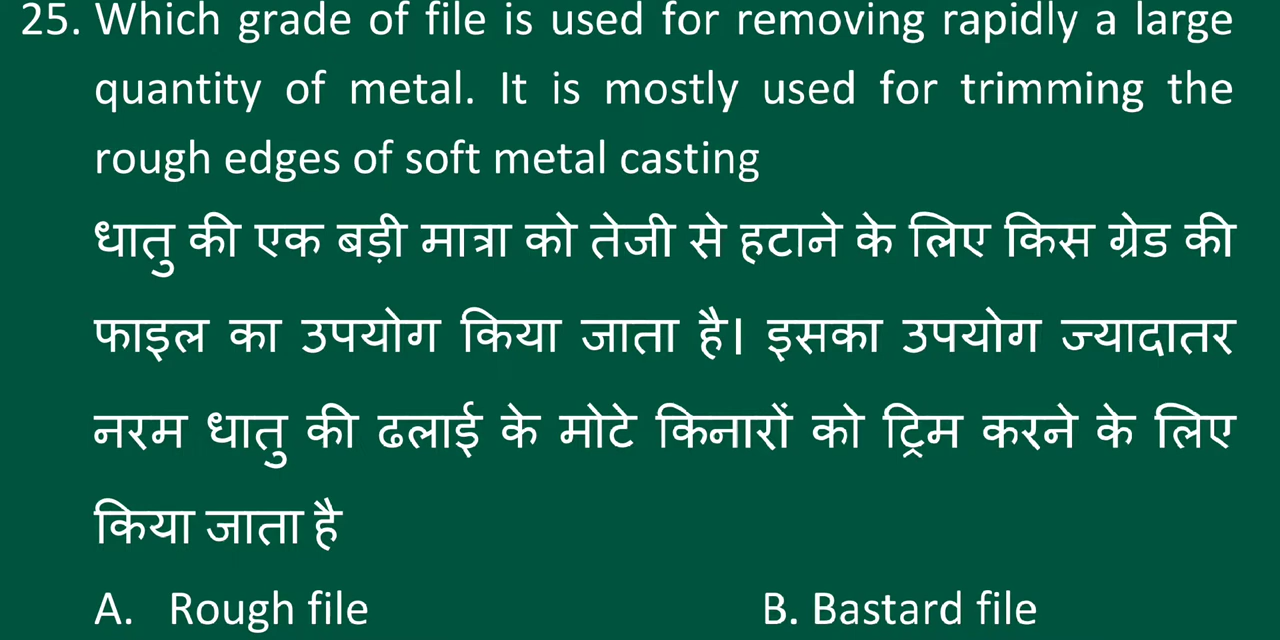 25. Which grade of file is used for removing rapidly a large
quantity of metal. It is mostly used for trimming the
rough edges of soft metal casting
धातु की एक बड़ी मात्रा को तेजी से हटाने के लिए किस ग्रेड की
फाइल का उपयोग किया जाता है। इसका उपयोग ज्यादातर
नरम धातु की ढलाई के मोटे किनारों को ट्रिम करने के लिए
किया जाता है
A. Rough file B. Bastard file